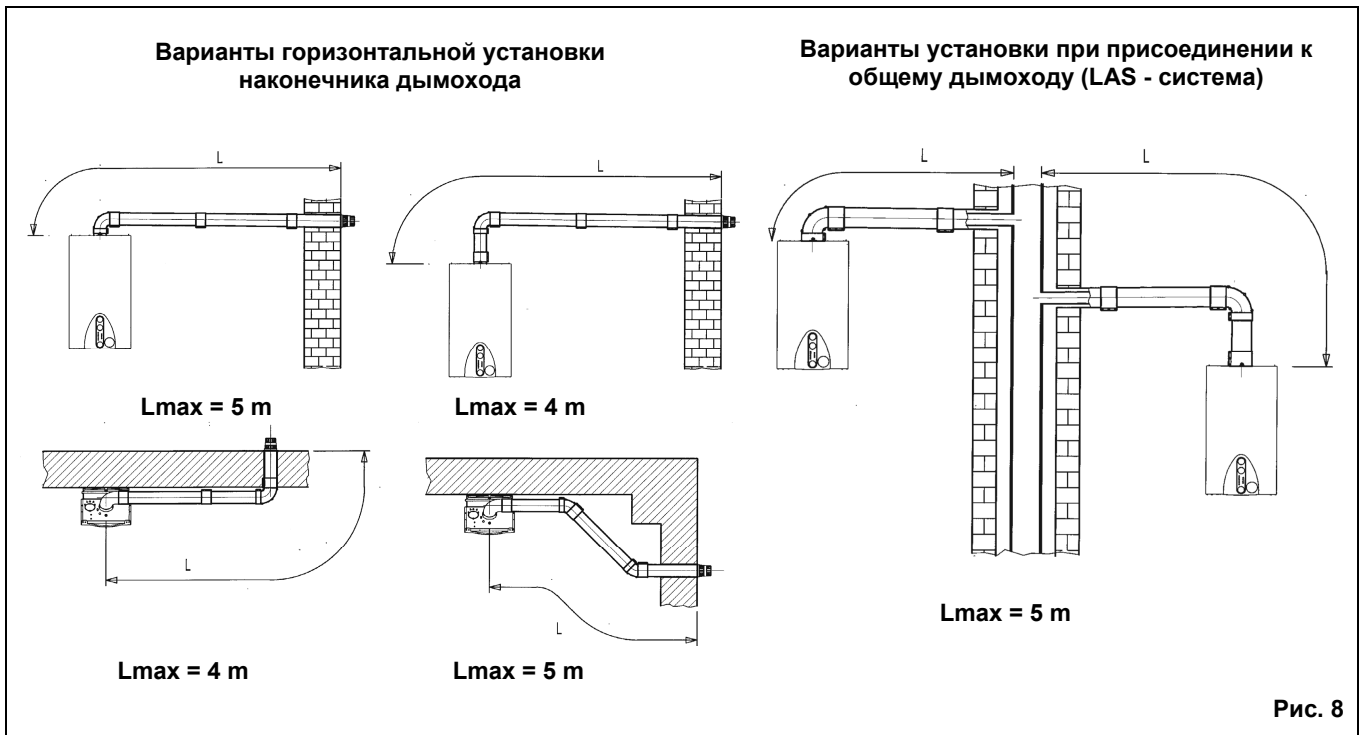 Варианты горизонтальной установки
наконечника дымохода
Варианты установки при присоединении к
общему дымоходу (LAS - система)
L
L
L
L
Lmax = 5 m
Lmax = 4 m
L
L
Lmax = 4 m
Lmax = 5 m
Lmax = 5 m
Рис. 8